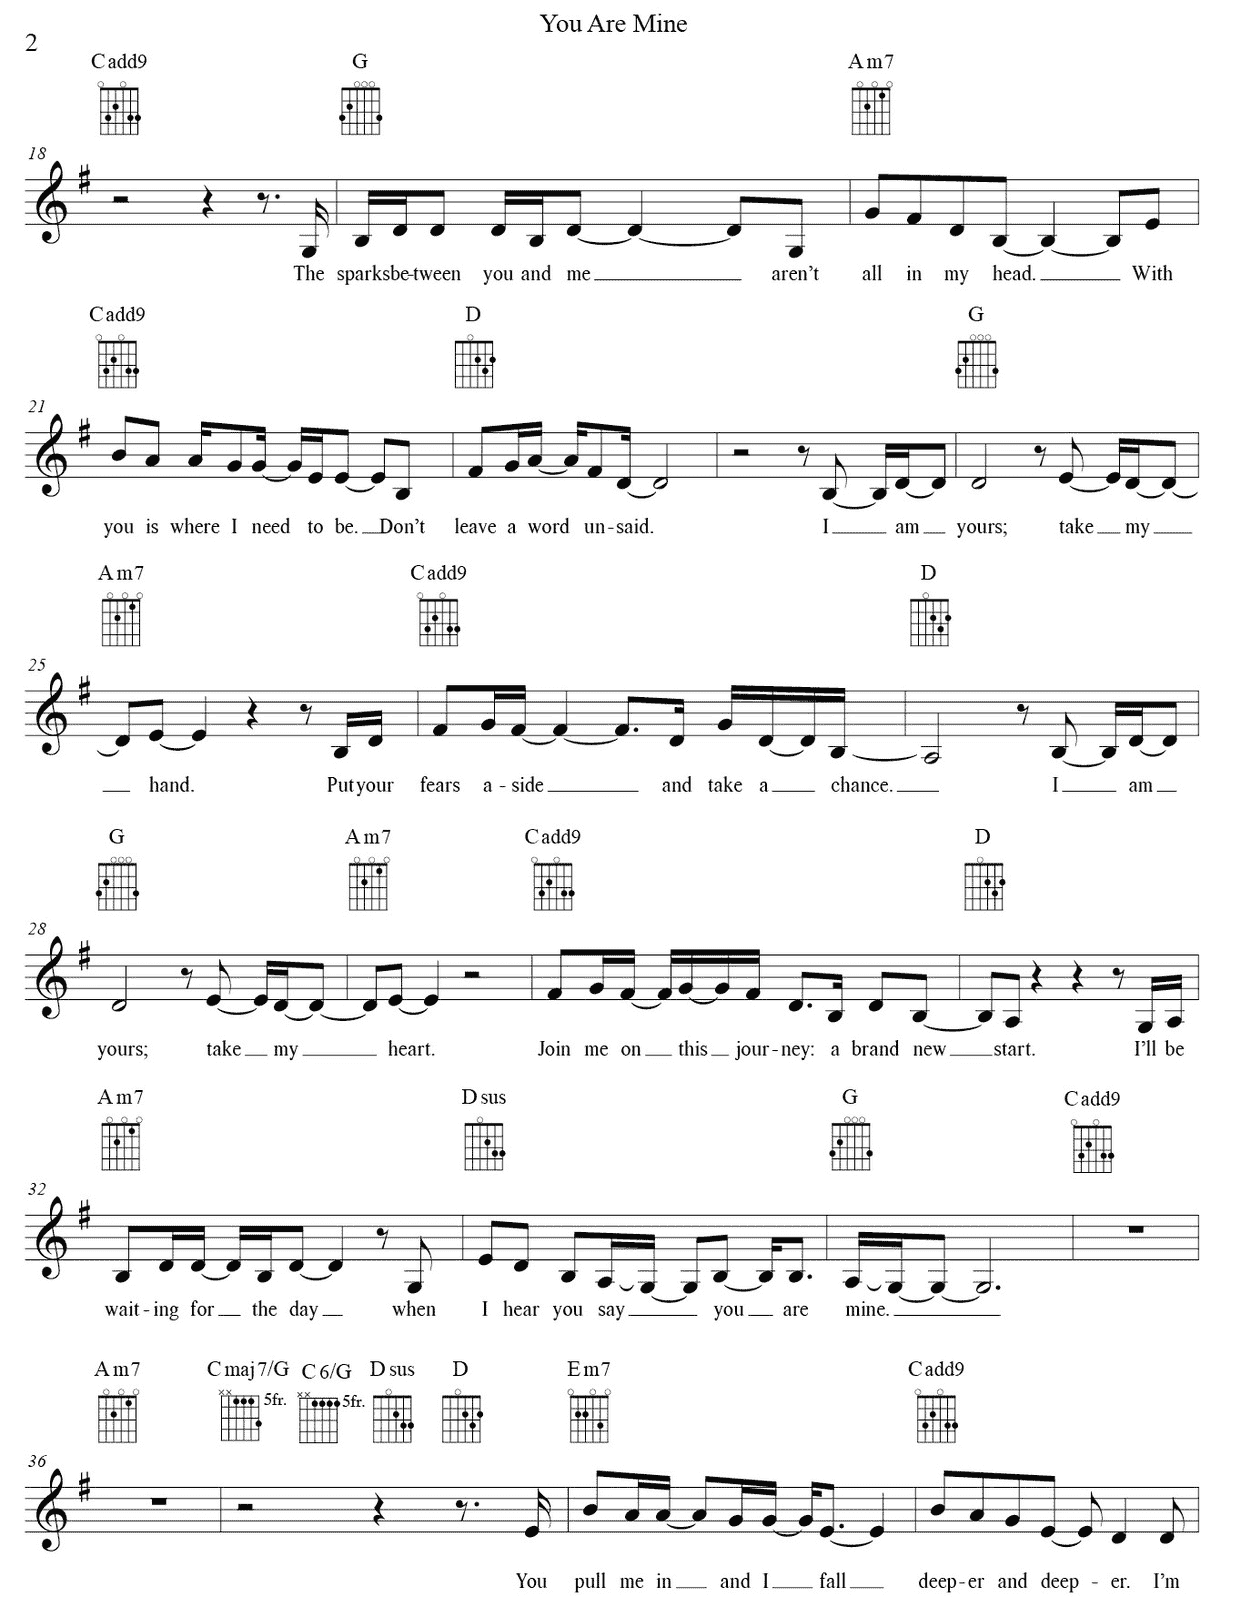 You Are Mine
2
Cadd9 G Am7
18
The sparks be-tween you and me aren't all in my head. With
Cadd9 D G
21
you is where I need to be. Don't leave a word un-said. I am yours; take my
Am7 Cadd9 D
25
hand. Put your fears a-side and take a chance. I am
G Am7 Cadd9 D
28
yours; take my heart. Join me on this jour-ney: a brand new start. I'll be
Am7 Dsus G Cadd9
32
wait-ing for the day when I hear you say you are mine.
Am7 Cmaj7/G C6/G Dsus D Em7 Cadd9
5fr. 5fr.
36
You pull me in and I fall deep-er and deep-er. I'm